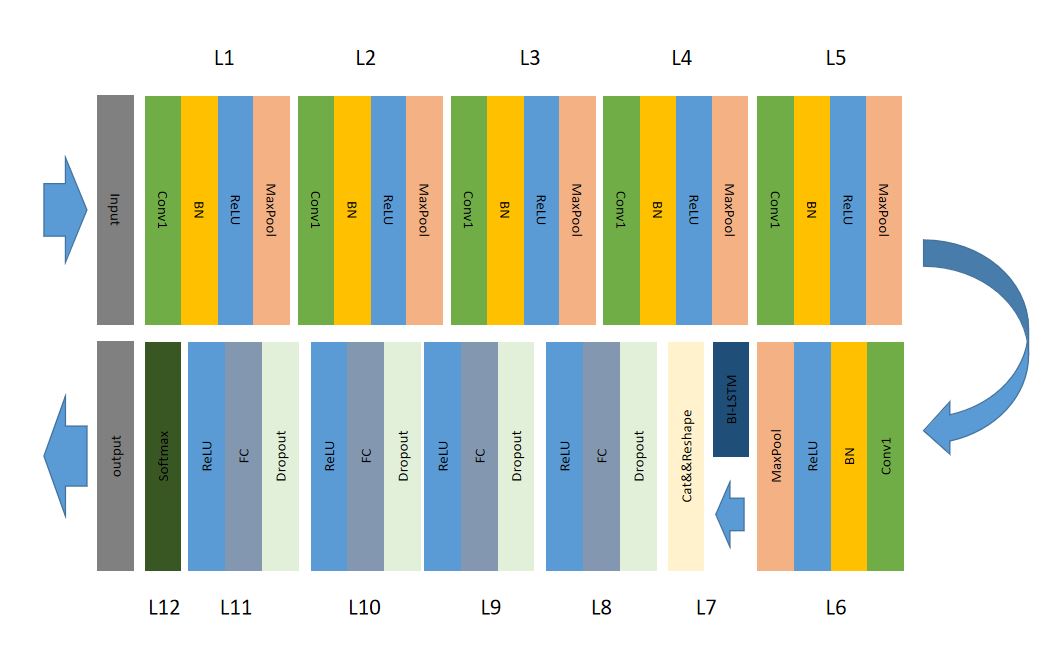 L1 L2 L3 L4 L5
Input
Conv1
BN
ReLU
MaxPool
Conv1
BN
ReLU
MaxPool
Conv1
BN
ReLU
MaxPool
Conv1
BN
ReLU
MaxPool
Conv1
BN
ReLU
MaxPool
output
Softmax
ReLU
FC
Dropout
ReLU
FC
Dropout
ReLU
FC
Dropout
ReLU
FC
Dropout
Cat&&Reshape
BI-LSTM
MaxPool
ReLU
BN
Conv1
L12 L11 L10 L9 L8 L7 L6